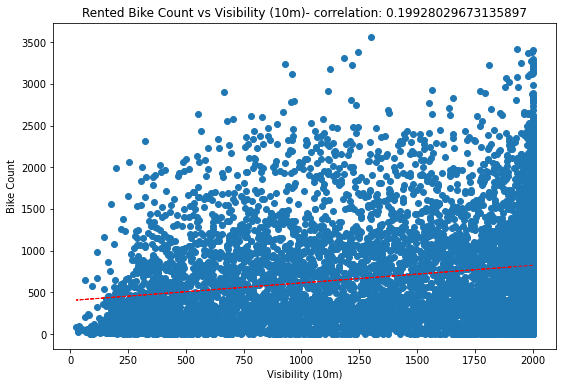 Rented Bike Count vs Visibility (10m)- correlation: 0.19928029673135897
3500
3000
2500
2000
1500
1000
500
0
Bike Count
0 250 500 750 1000 1250 1500 1750 2000
Visibility (10m)